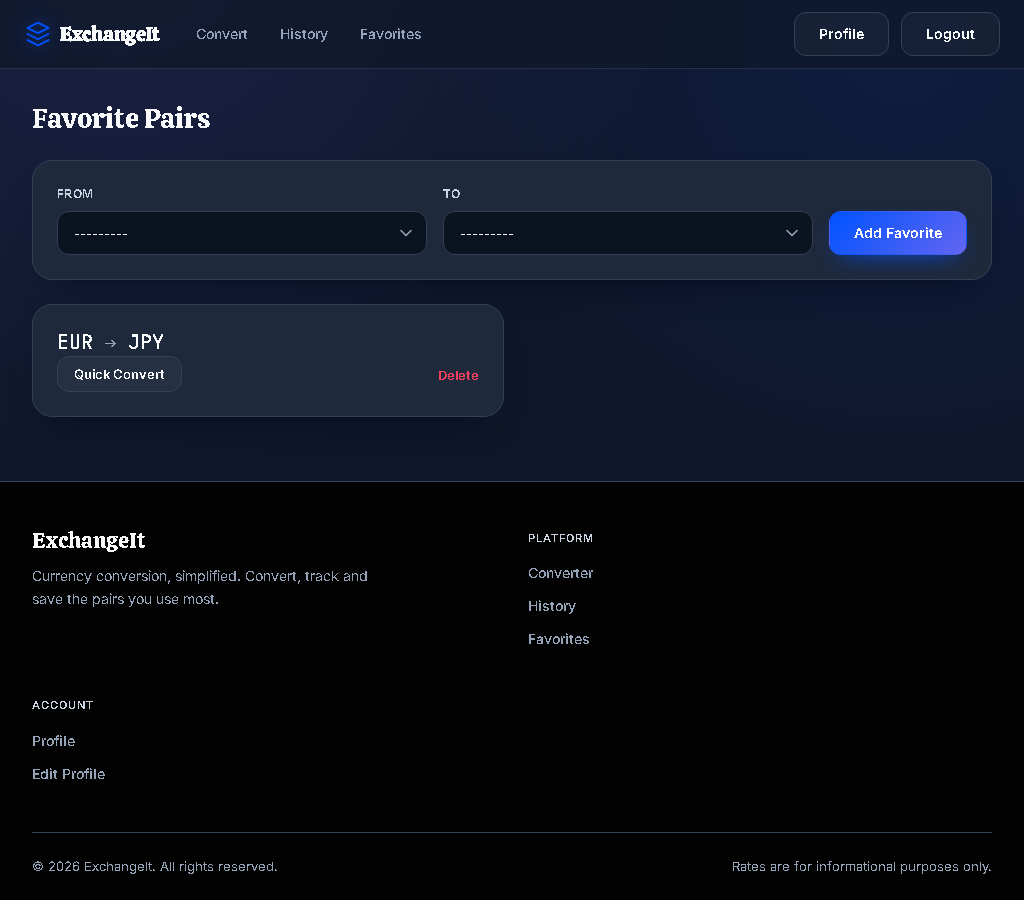 ExchangeIt
Convert
History
Favorites
Profile
Logout
Favorite Pairs
FROM
TO
---------
---------
Add Favorite
EUR → JPY
Quick Convert
Delete
ExchangeIt
Currency conversion, simplified. Convert, track and
save the pairs you use most.
PLATFORM
Converter
History
Favorites
ACCOUNT
Profile
Edit Profile
© 2026 ExchangeIt. All rights reserved.
Rates are for informational purposes only.